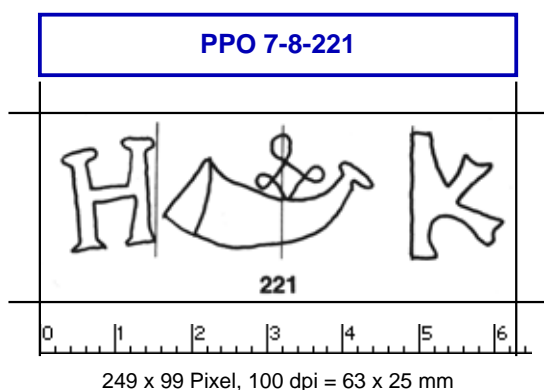 PPO 7-8-221
H K
221
0 1 2 3 4 5 6
249 x 99 Pixel, 100 dpi = 63 x 25 mm